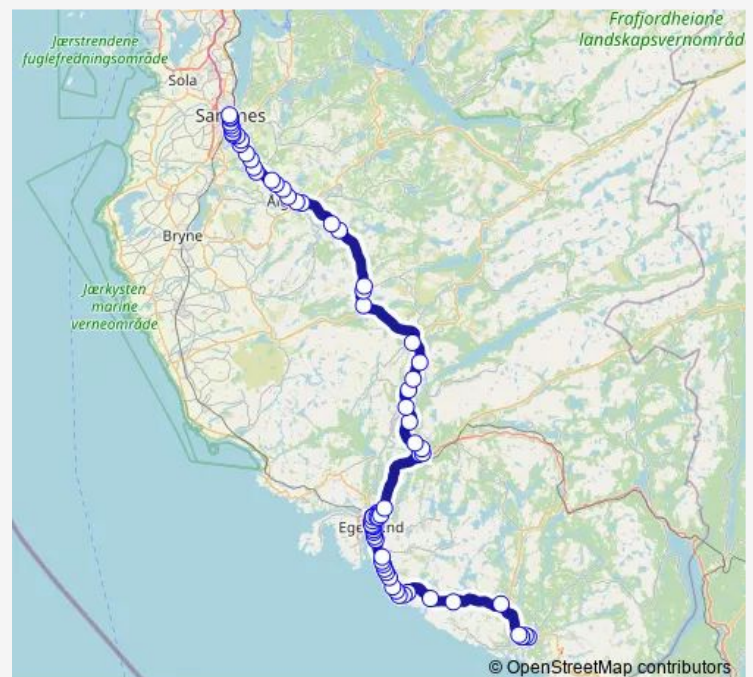 Frafjordheiane
landskapsvernområd
Jærstrendene
fuglefredningsområde
Sola
Bryne
Jærkysten
marine
verneområde
© OpenStreetMap contributors